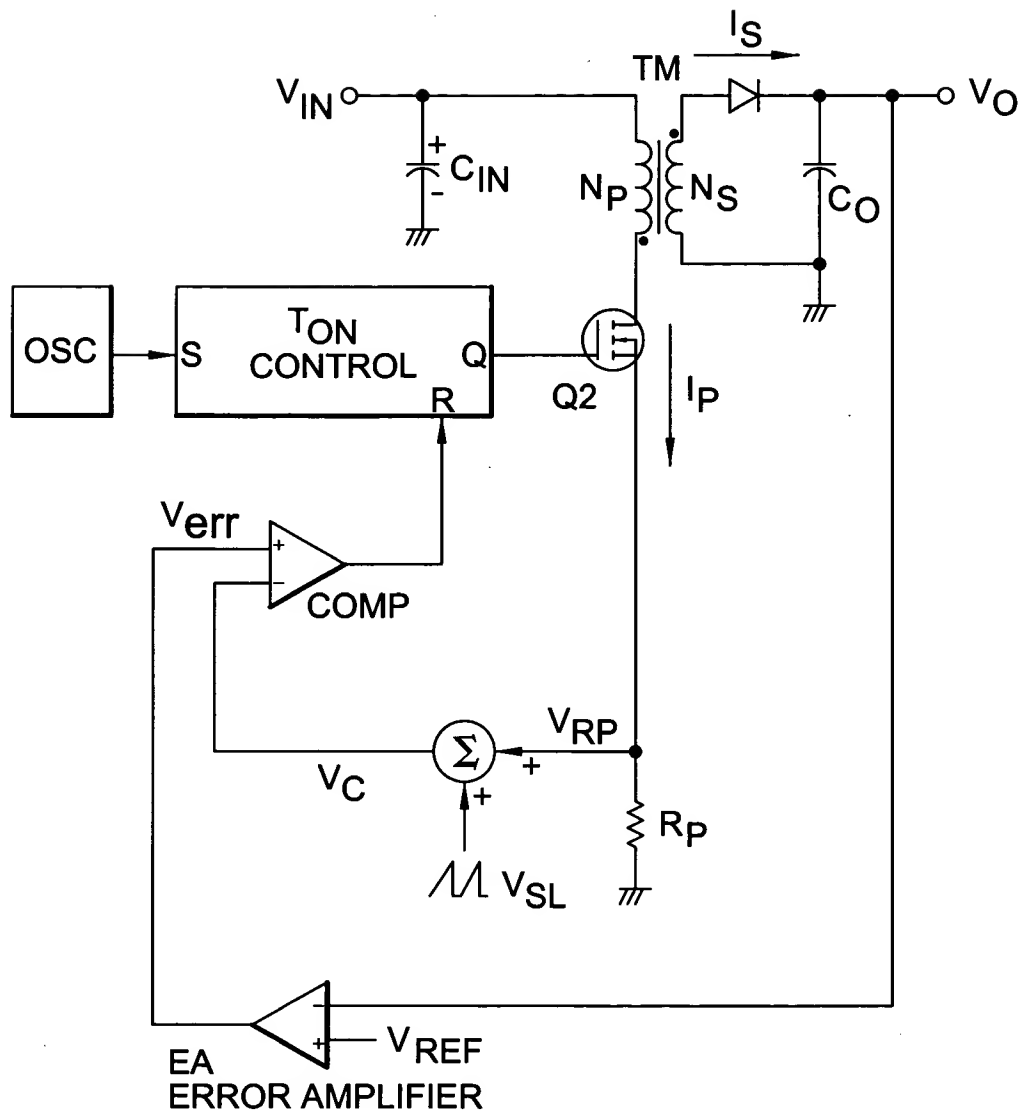 I_S
TM
V_IN
V_O
+
C_IN
-
N_P
N_S
C_O
OSC
S
T_ON
CONTROL
Q
R
Q2
I_P
V_err
+
-
COMP
V_RP
Σ
+
V_C
+
R_P
V_SL
-
+
V_REF
EA
ERROR AMPLIFIER